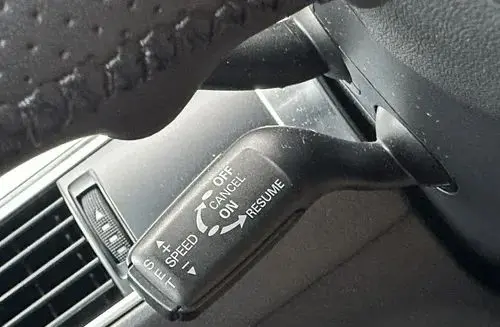 OFF
CANCEL
ON
RESUME
+
SPEED
−
SET